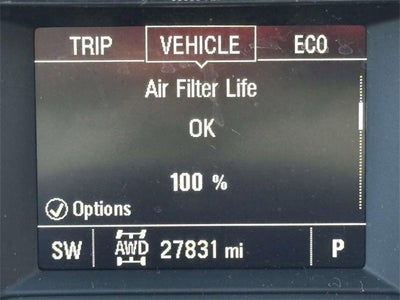 TRIP VEHICLE ECO
Air Filter Life
OK
100 %
Options
SW AWD 27831 mi P